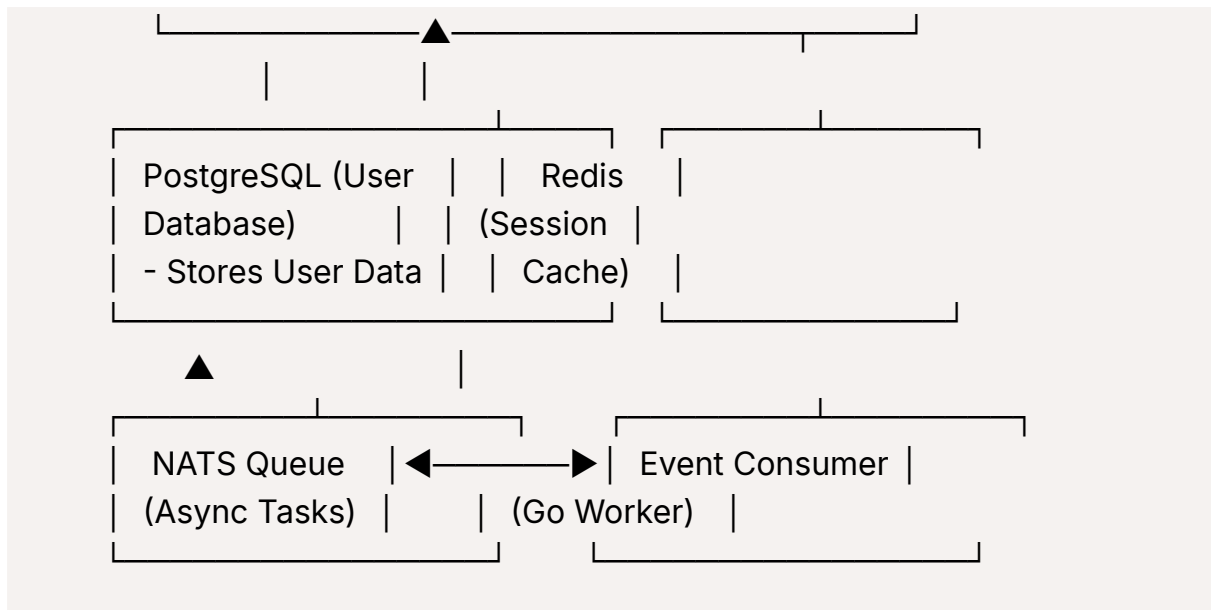 └────────────▲──────────────────┬─────┘
│ │
┌────────────────────┴─────┐ ┌────────┴────────┐
│ PostgreSQL (User │ │ Redis │
│ Database) │ │ (Session │
│ - Stores User Data │ │ Cache) │
└──────────────────────────┘ └────────────────┘
▲ │
┌──────────┴──────────┐ ┌──────────┴──────────┐
│ NATS Queue │◀───────▶│ Event Consumer │
│ (Async Tasks) │ │ (Go Worker) │
└────────────────────┘ └────────────────────┘